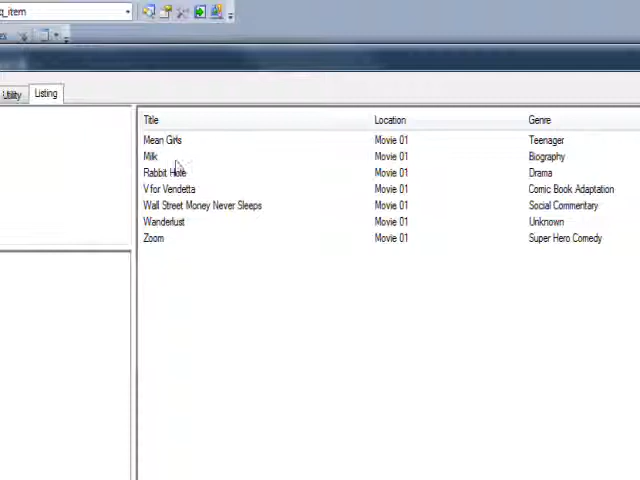 q_item
ex
Utility Listing
Title Location Genre
Mean Girls Movie 01 Teenager
Milk Movie 01 Biography
Rabbit Hole Movie 01 Drama
V for Vendetta Movie 01 Comic Book Adaptation
Wall Street Money Never Sleeps Movie 01 Social Commentary
Wanderlust Movie 01 Unknown
Zoom Movie 01 Super Hero Comedy